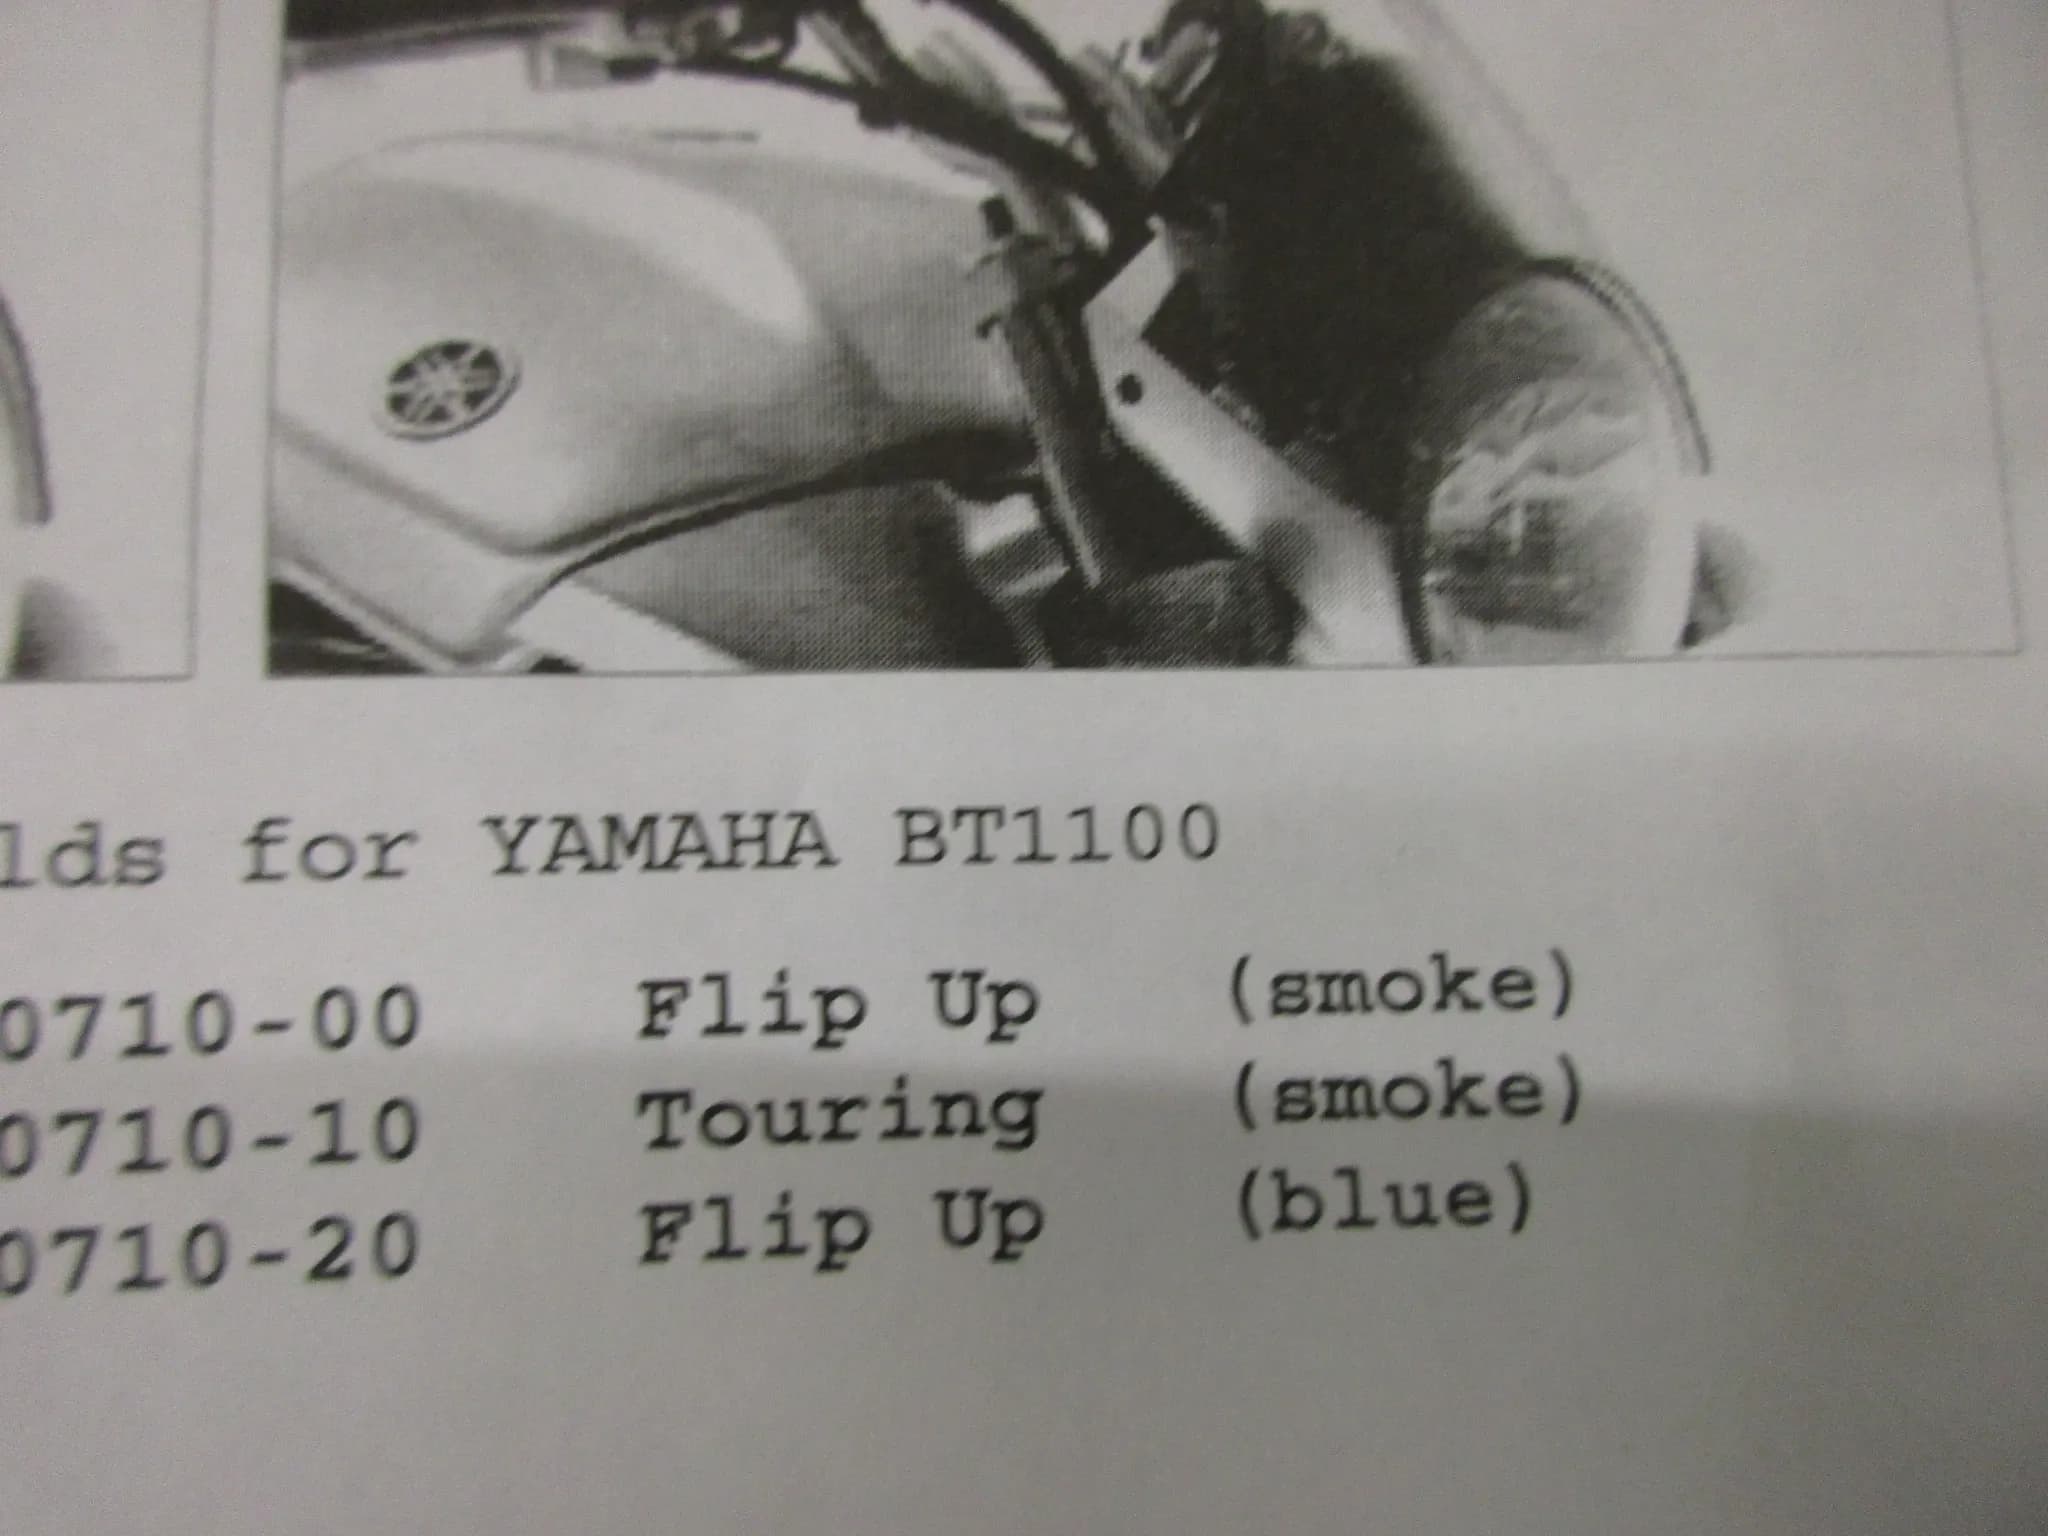 lds for YAMAHA BT1100
0710-00 Flip Up (smoke)
0710-10 Touring (smoke)
0710-20 Flip Up (blue)